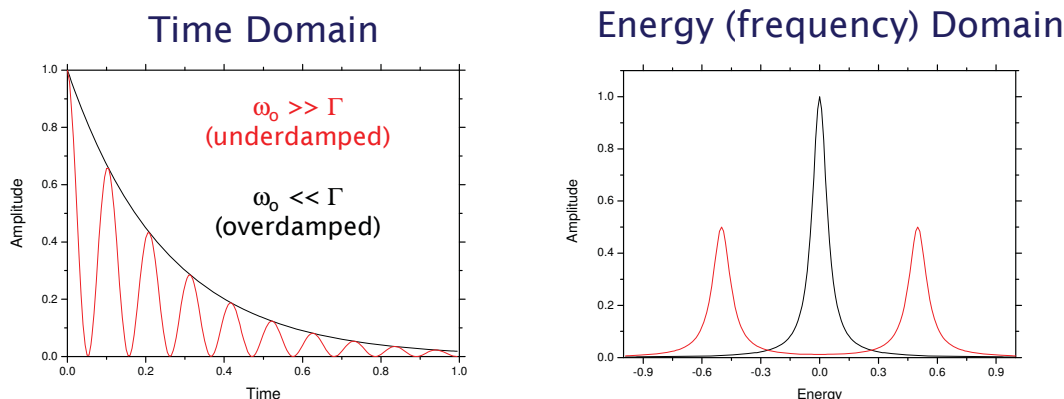 Time Domain
Energy (frequency) Domain
1.0
0.8
0.6
0.4
0.2
0.0
Amplitude
ω₀ >> Γ
(underdamped)
ω₀ << Γ
(overdamped)
0.0 0.2 0.4 0.6 0.8 1.0
Time
1.0
0.8
0.6
0.4
0.2
0.0
Amplitude
-0.9 -0.6 -0.3 0.0 0.3 0.6 0.9
Energy